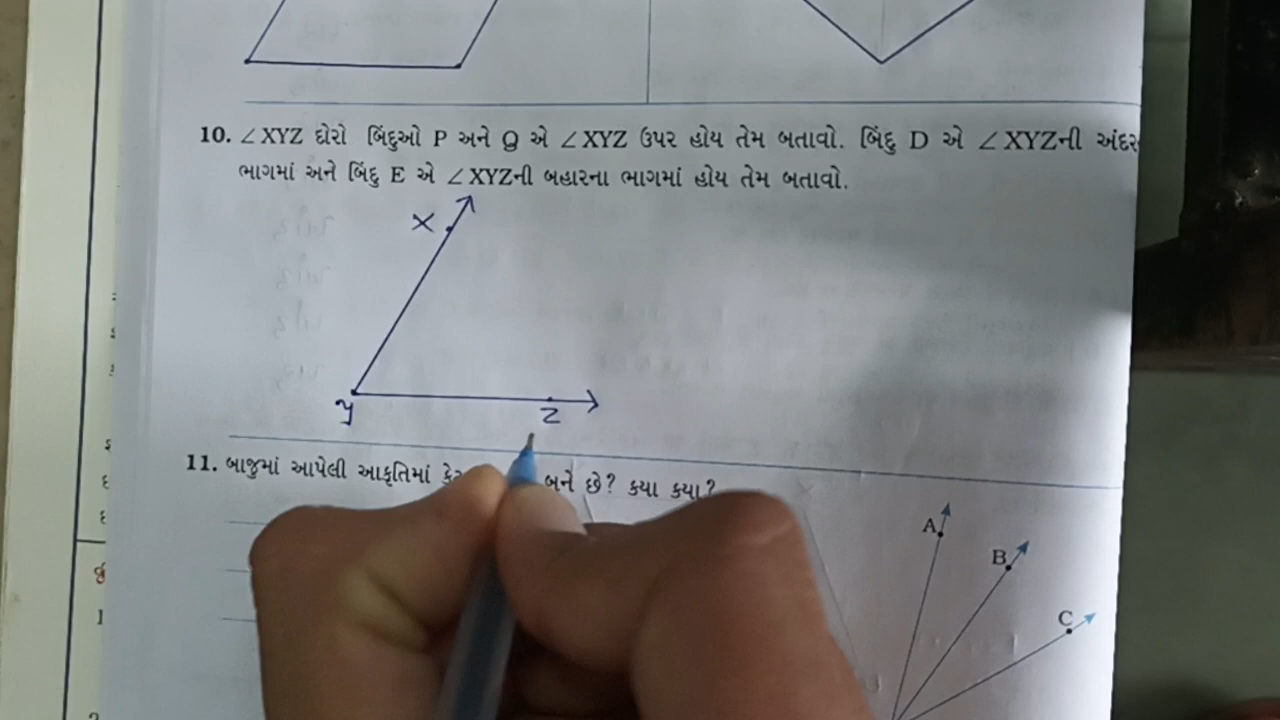 10. ∠XYZ દોરો બિંદુઓ P અને Q એ ∠XYZ ઉપર હોય તેમ બતાવો. બિંદુ D એ ∠XYZની અંદર
ભાગમાં અને બિંદુ E એ ∠XYZની બહારના ભાગમાં હોય તેમ બતાવો.
X
Y
Z
11. બાજુમાં આપેલી આકૃતિમાં બને છે? કયા કયા?
A
B
C